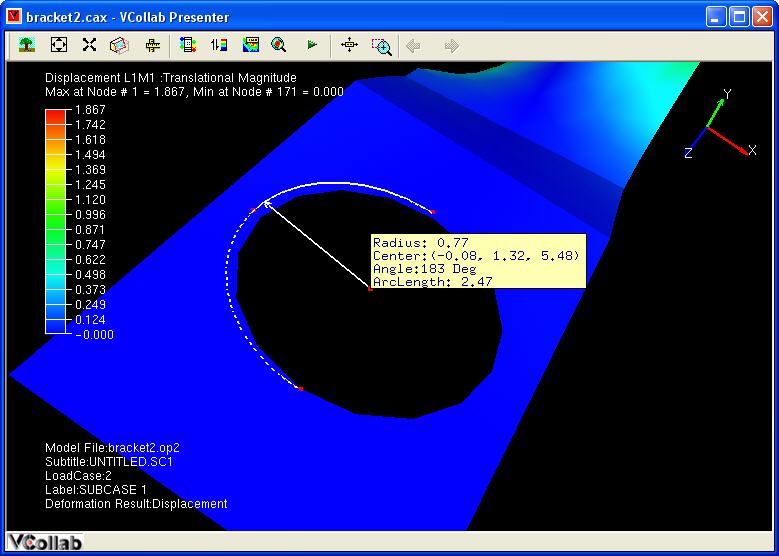 bracket2.cax - VCollab Presenter
Displacement L1M1 :Translational Magnitude
Max at Node # 1 = 1.867, Min at Node # 171 = 0.000
1.867
1.742
1.618
1.494
1.369
1.245
1.120
0.996
0.871
0.747
0.622
0.498
0.373
0.249
0.124
-0.000
Y
X
Z
Radius: 0.77
Center:(-0.08, 1.32, 5.48)
Angle:183 Deg
ArcLength: 2.47
Model File:bracket2.op2
Subtitle:UNTITLED.SC1
LoadCase:2
Label:SUBCASE 1
Deformation Result:Displacement
VCollab